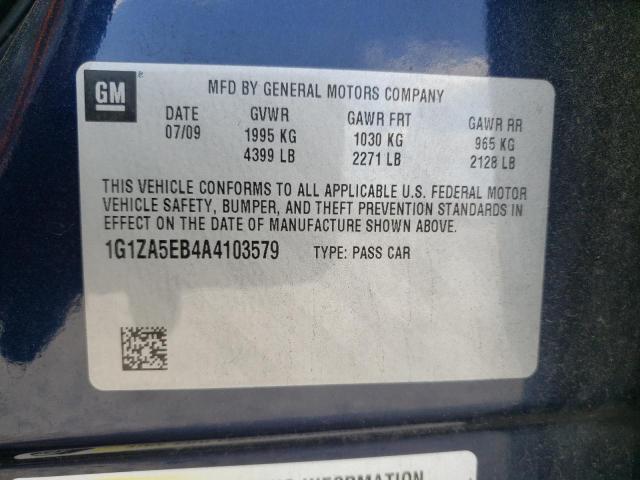 GM
MFD BY GENERAL MOTORS COMPANY
DATE GVWR GAWR FRT GAWR RR
07/09 1995 KG 1030 KG 965 KG
4399 LB 2271 LB 2128 LB
THIS VEHICLE CONFORMS TO ALL APPLICABLE U.S. FEDERAL MOTOR
VEHICLE SAFETY, BUMPER, AND THEFT PREVENTION STANDARDS IN
EFFECT ON THE DATE OF MANUFACTURE SHOWN ABOVE.
1G1ZA5EB4A4103579 TYPE: PASS CAR
INFORMATION